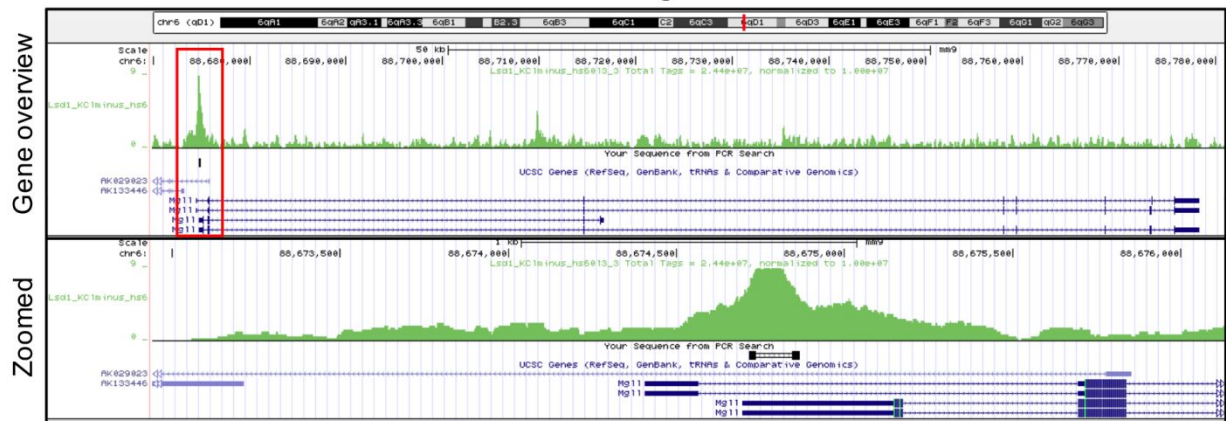 chr6 (qD1) 6qA1 6qA2 qA3.1 6qA3.3 6qB1 B2.3 6qB3 6qC1 C2 6qC3 6qD1 6qD3 6qE1 6qE3 6qF1 F2 6qF3 6qG1 qG2 6qG3
Gene overview
Scale 50 kb mm9
chr6: 88,680,000 88,690,000 88,700,000 88,710,000 88,720,000 88,730,000 88,740,000 88,750,000 88,760,000 88,770,000 88,780,000
Lsd1_KClminus_hs6013_3 Total Tags = 2.44e+07, normalized to 1.00e+07
9
Lsd1_KClminus_hs6
0
Your Sequence from PCR Search
UCSC Genes (RefSeq, GenBank, tRNAs & Comparative Genomics)
AK029023
AK133446
Mgll
Mgll
Mgll
Mgll
Zoomed
Scale 1 kb mm9
chr6: 88,673,500 88,674,000 88,674,500 88,675,000 88,675,500 88,676,000
Lsd1_KClminus_hs6013_3 Total Tags = 2.44e+07, normalized to 1.00e+07
9
Lsd1_KClminus_hs6
0
Your Sequence from PCR Search
UCSC Genes (RefSeq, GenBank, tRNAs & Comparative Genomics)
AK029023
AK133446
Mgll
Mgll
Mgll
Mgll